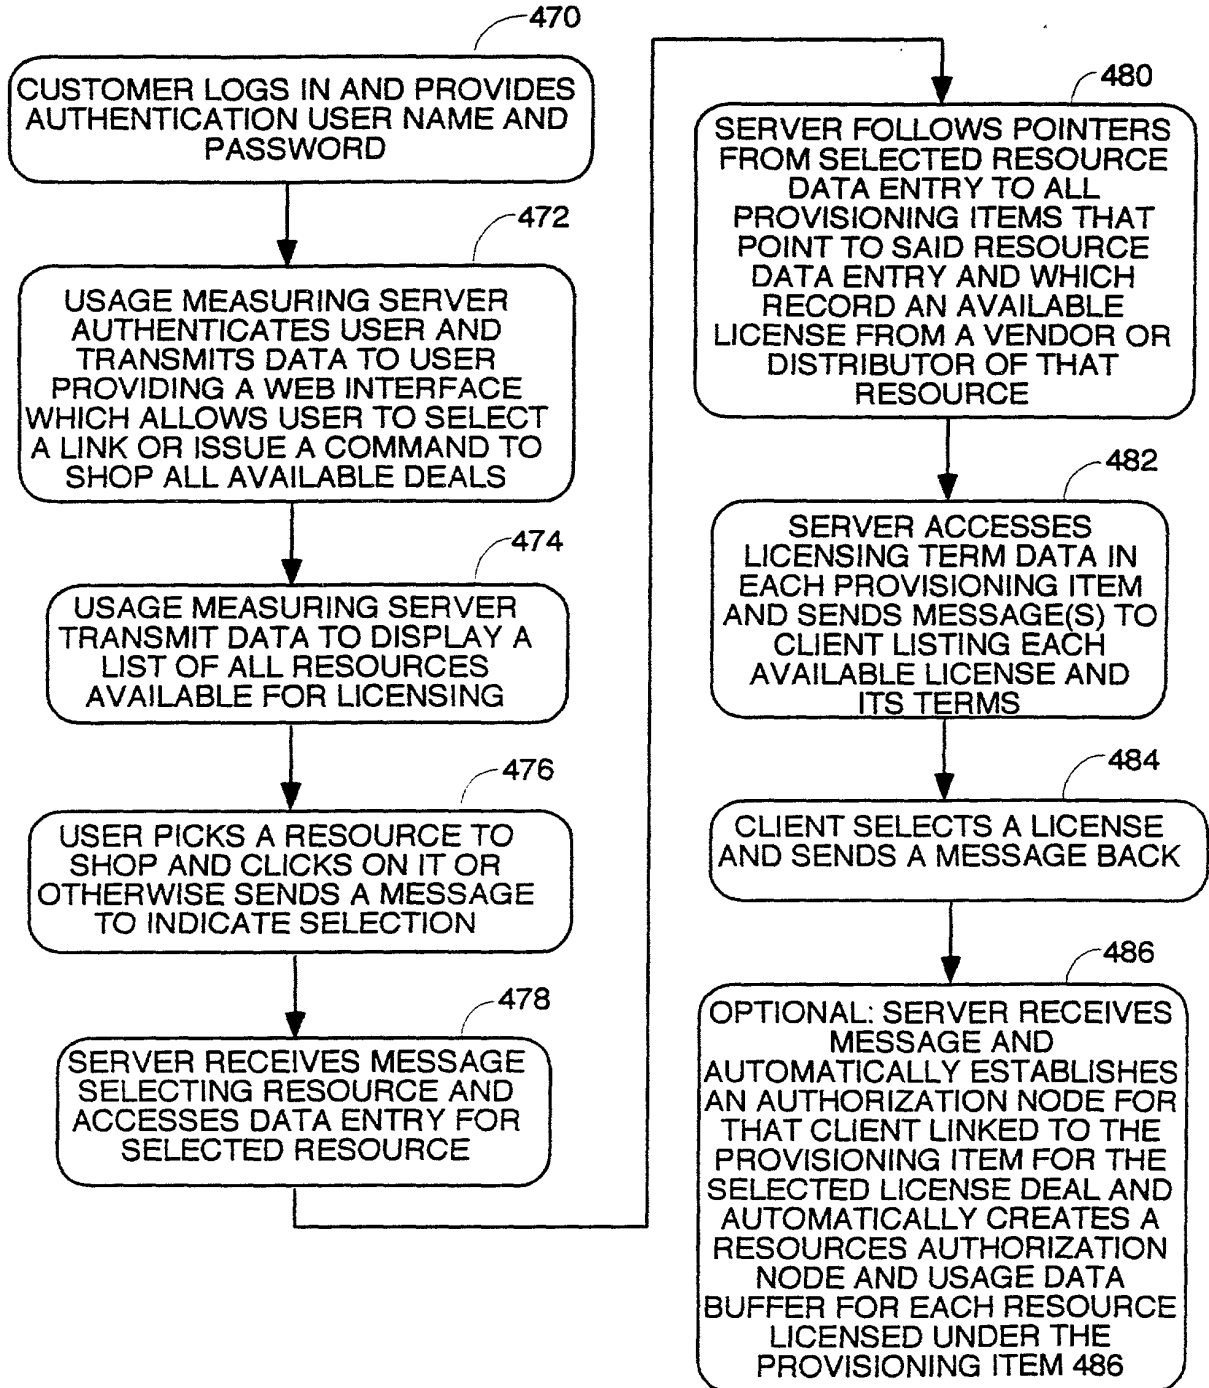 470
CUSTOMER LOGS IN AND PROVIDES
AUTHENTICATION USER NAME AND
PASSWORD
472
USAGE MEASURING SERVER
AUTHENTICATES USER AND
TRANSMITS DATA TO USER
PROVIDING A WEB INTERFACE
WHICH ALLOWS USER TO SELECT
A LINK OR ISSUE A COMMAND TO
SHOP ALL AVAILABLE DEALS
474
USAGE MEASURING SERVER
TRANSMIT DATA TO DISPLAY A
LIST OF ALL RESOURCES
AVAILABLE FOR LICENSING
476
USER PICKS A RESOURCE TO
SHOP AND CLICKS ON IT OR
OTHERWISE SENDS A MESSAGE
TO INDICATE SELECTION
478
SERVER RECEIVES MESSAGE
SELECTING RESOURCE AND
ACCESSES DATA ENTRY FOR
SELECTED RESOURCE
480
SERVER FOLLOWS POINTERS
FROM SELECTED RESOURCE
DATA ENTRY TO ALL
PROVISIONING ITEMS THAT
POINT TO SAID RESOURCE
DATA ENTRY AND WHICH
RECORD AN AVAILABLE
LICENSE FROM A VENDOR OR
DISTRIBUTOR OF THAT
RESOURCE
482
SERVER ACCESSES
LICENSING TERM DATA IN
EACH PROVISIONING ITEM
AND SENDS MESSAGE(S) TO
CLIENT LISTING EACH
AVAILABLE LICENSE AND
ITS TERMS
484
CLIENT SELECTS A LICENSE
AND SENDS A MESSAGE BACK
486
OPTIONAL: SERVER RECEIVES
MESSAGE AND
AUTOMATICALLY ESTABLISHES
AN AUTHORIZATION NODE FOR
THAT CLIENT LINKED TO THE
PROVISIONING ITEM FOR THE
SELECTED LICENSE DEAL AND
AUTOMATICALLY CREATES A
RESOURCES AUTHORIZATION
NODE AND USAGE DATA
BUFFER FOR EACH RESOURCE
LICENSED UNDER THE
PROVISIONING ITEM 486